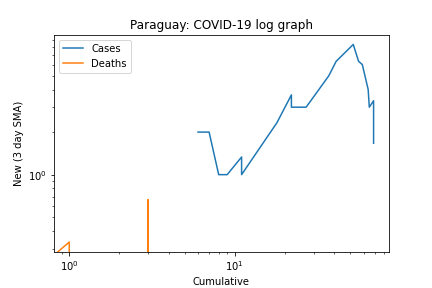 Paraguay: COVID-19 log graph
Cases
Deaths
New (3 day SMA)
10⁰
10⁰
10¹
Cumulative